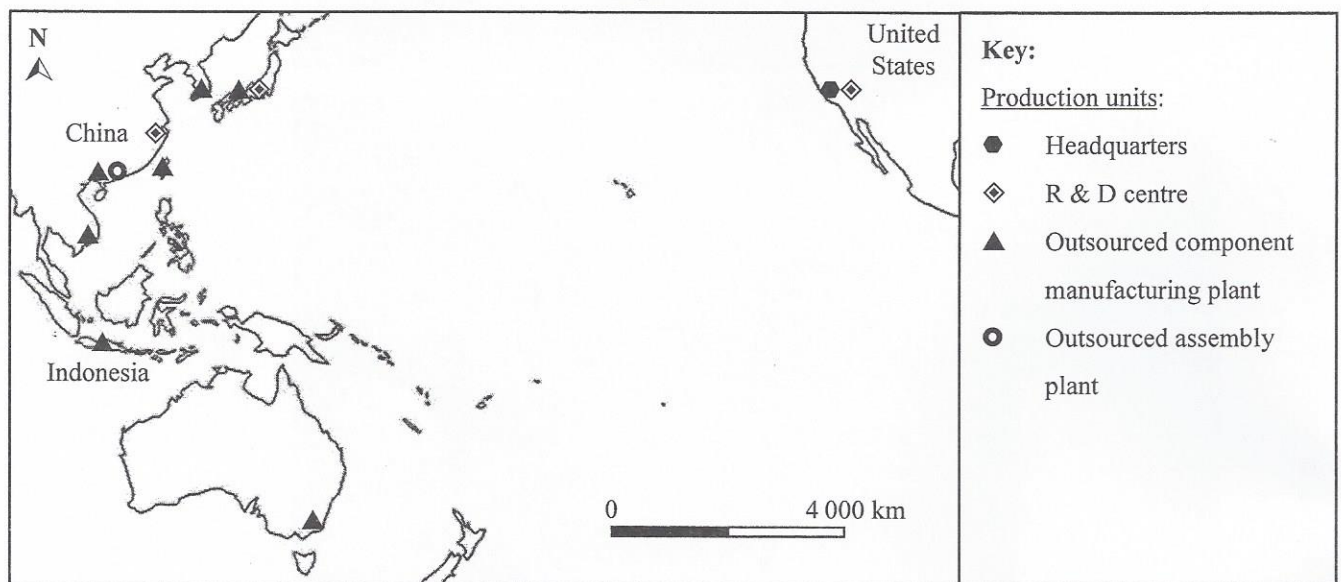 N
United
States
China
Indonesia
0 4 000 km
Key:
Production units:
Headquarters
R & D centre
Outsourced component
manufacturing plant
Outsourced assembly
plant